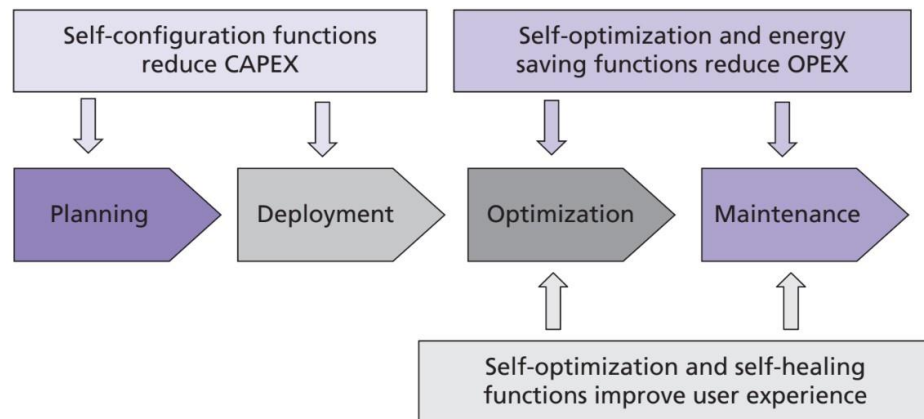 Self-configuration functions
reduce CAPEX
Self-optimization and energy
saving functions reduce OPEX
Planning
Deployment
Optimization
Maintenance
Self-optimization and self-healing
functions improve user experience